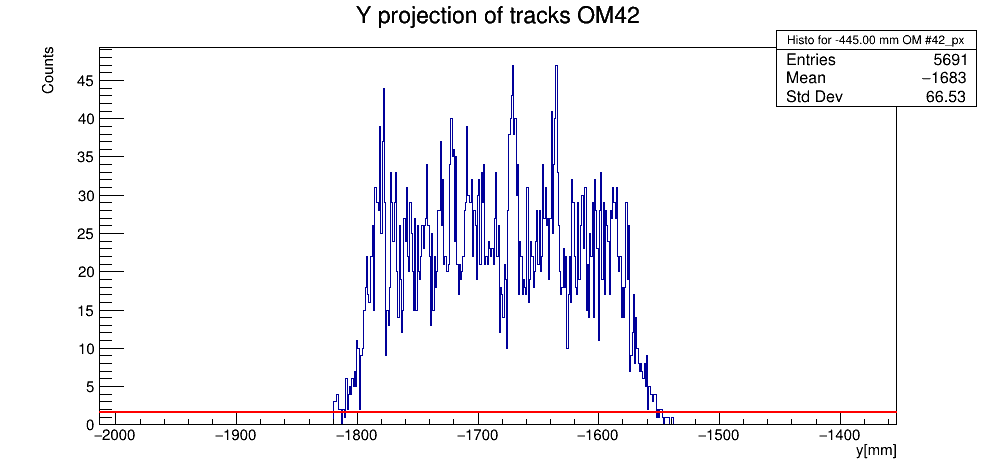 Y projection of tracks OM42
Histo for -445.00 mm OM #42_px
Entries 5691
Mean −1683
Std Dev 66.53
Counts
45
40
35
30
25
20
15
10
5
0
−2000 −1900 −1800 −1700 −1600 −1500 −1400
y[mm]